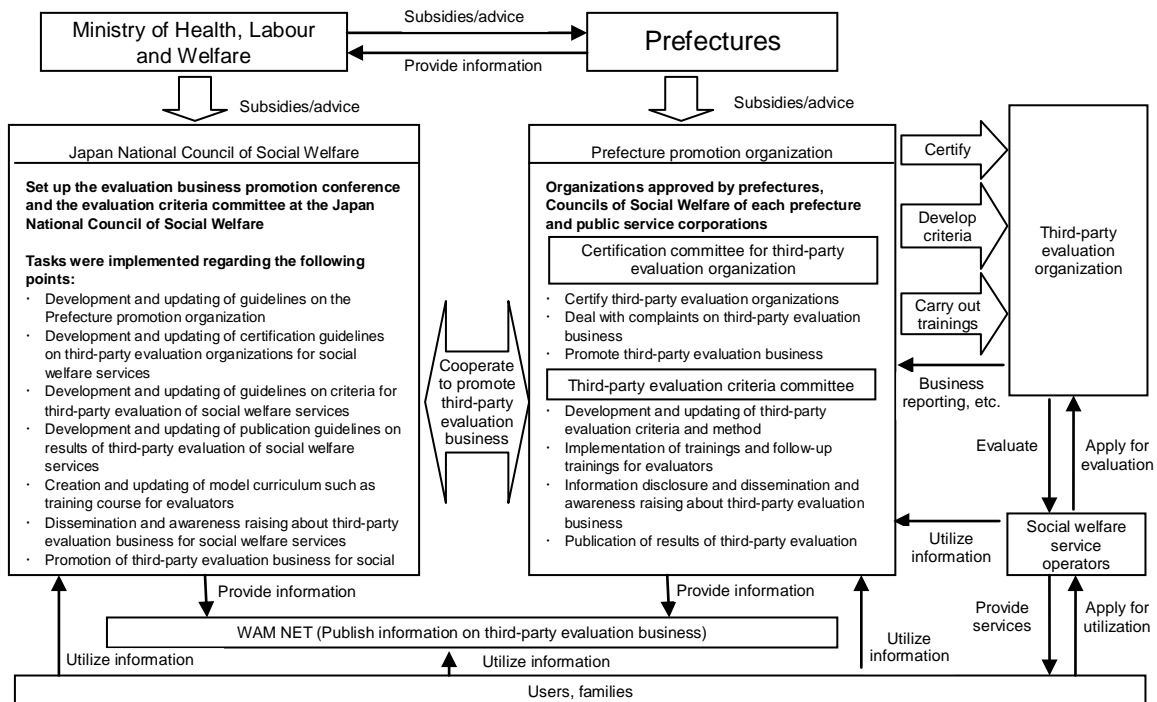 Ministry of Health, Labour
and Welfare
Subsidies/advice
Provide information
Prefectures
Subsidies/advice
Subsidies/advice
Japan National Council of Social Welfare
Set up the evaluation business promotion conference
and the evaluation criteria committee at the Japan
National Council of Social Welfare
Tasks were implemented regarding the following
points:
· Development and updating of guidelines on the
Prefecture promotion organization
· Development and updating of certification guidelines
on third-party evaluation organizations for social
welfare services
· Development and updating of guidelines on criteria for
third-party evaluation of social welfare services
· Development and updating of publication guidelines on
results of third-party evaluation of social welfare
services
· Creation and updating of model curriculum such as
training course for evaluators
· Dissemination and awareness raising about third-party
evaluation business for social welfare services
· Promotion of third-party evaluation business for social
Cooperate
to promote
third-party
evaluation
business
Prefecture promotion organization
Organizations approved by prefectures,
Councils of Social Welfare of each prefecture
and public service corporations
Certification committee for third-party
evaluation organization
· Certify third-party evaluation organizations
· Deal with complaints on third-party evaluation
business
· Promote third-party evaluation business
Third-party evaluation criteria committee
· Development and updating of third-party
evaluation criteria and method
· Implementation of trainings and follow-up
trainings for evaluators
· Information disclosure and dissemination and
awareness raising about third-party evaluation
business
· Publication of results of third-party evaluation
Certify
Develop
criteria
Carry out
trainings
Business
reporting, etc.
Third-party
evaluation
organization
Evaluate
Apply for
evaluation
Utilize
information
Social welfare
service
operators
Provide
services
Apply for
utilization
Provide information
Provide information
WAM NET (Publish information on third-party evaluation business)
Utilize information
Utilize information
Utilize
information
Users, families